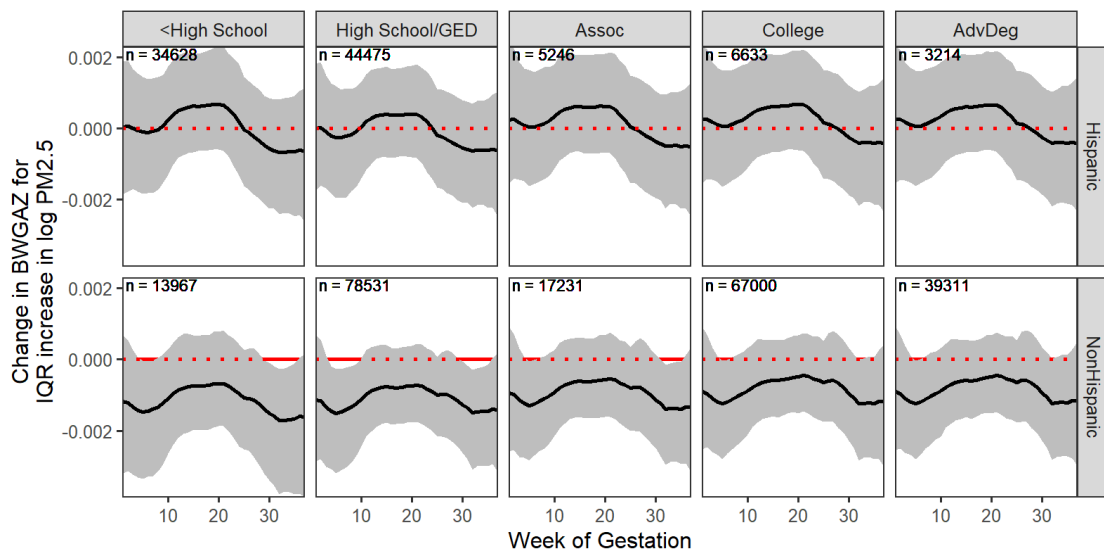 <High School
High School/GED
Assoc
College
AdvDeg
Change in BWGAZ for
IQR increase in log PM2.5
0.002
0.000
-0.002
n = 34628
n = 44475
n = 5246
n = 6633
n = 3214
Hispanic
0.002
0.000
-0.002
n = 13967
n = 78531
n = 17231
n = 67000
n = 39311
NonHispanic
10 20 30
10 20 30
10 20 30
10 20 30
10 20 30
Week of Gestation